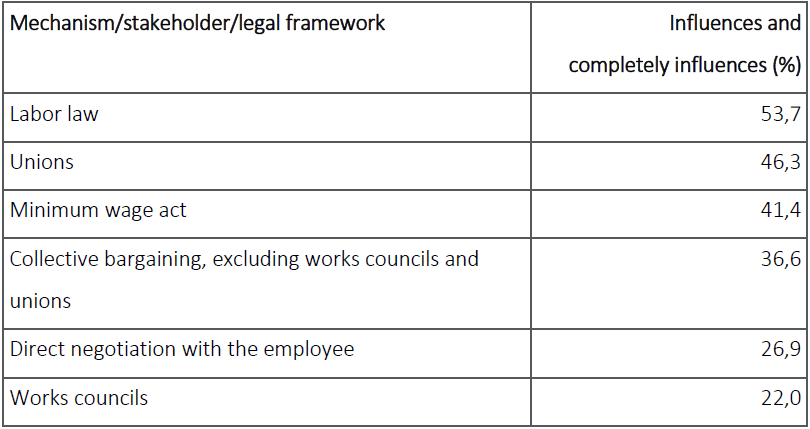 Mechanism/stakeholder/legal framework Influences and
completely influences (%)
Labor law 53,7
Unions 46,3
Minimum wage act 41,4
Collective bargaining, excluding works councils and 36,6
unions
Direct negotiation with the employee 26,9
Works councils 22,0